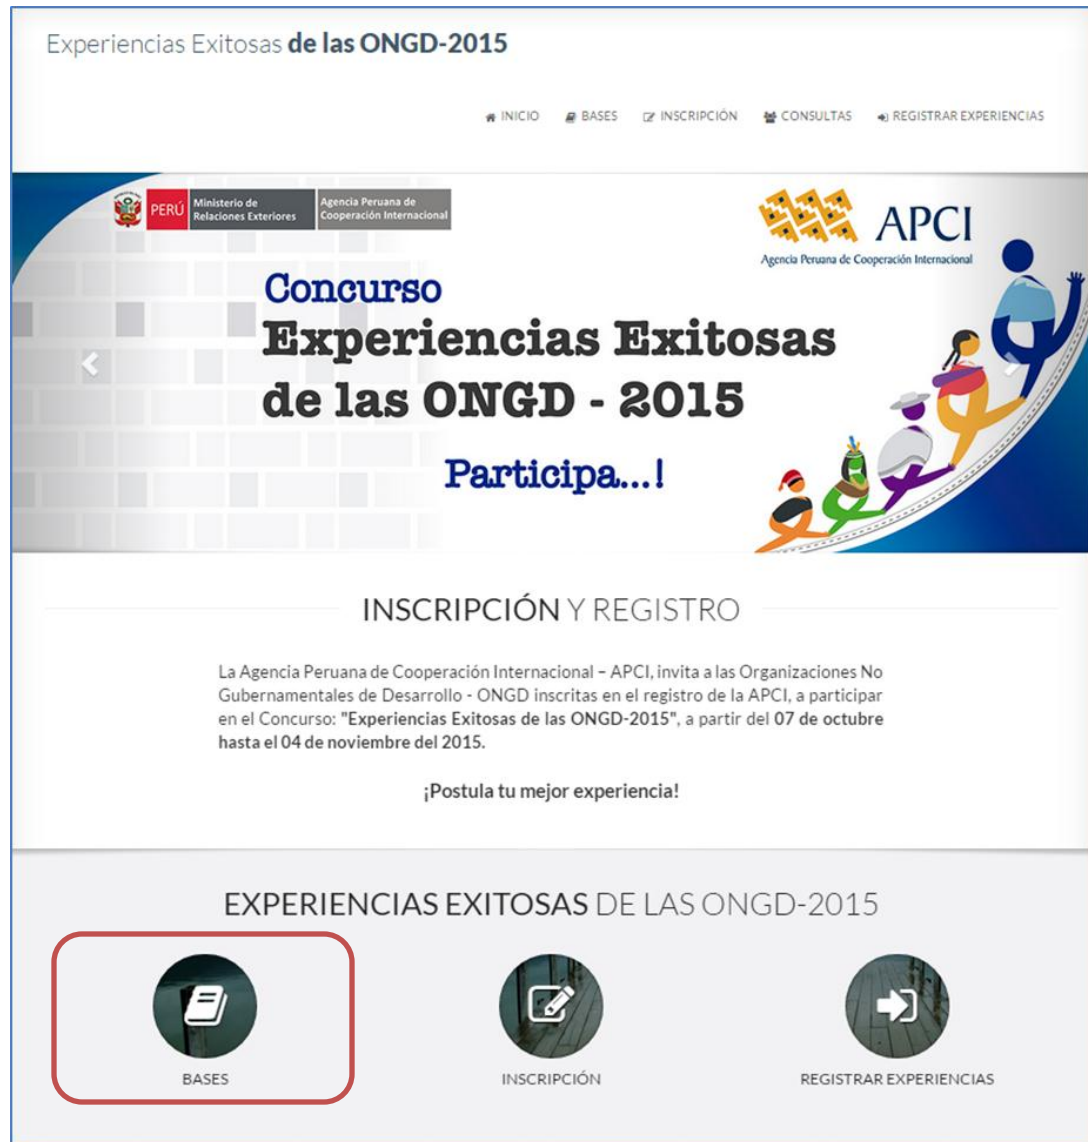 Experiencias Exitosas de las ONGD-2015
INICIO BASES INSCRIPCIÓN CONSULTAS REGISTRAR EXPERIENCIAS
PERÚ Ministerio de Relaciones Exteriores Agencia Peruana de Cooperación Internacional
APCI
Agencia Peruana de Cooperación Internacional
Concurso
Experiencias Exitosas
de las ONGD - 2015
Participa...!
INSCRIPCIÓN Y REGISTRO
La Agencia Peruana de Cooperación Internacional – APCI, invita a las Organizaciones No
Gubernamentales de Desarrollo - ONGD inscritas en el registro de la APCI, a participar
en el Concurso: "Experiencias Exitosas de las ONGD-2015", a partir del 07 de octubre
hasta el 04 de noviembre del 2015.
¡Postula tu mejor experiencia!
EXPERIENCIAS EXITOSAS DE LAS ONGD-2015
BASES INSCRIPCIÓN REGISTRAR EXPERIENCIAS